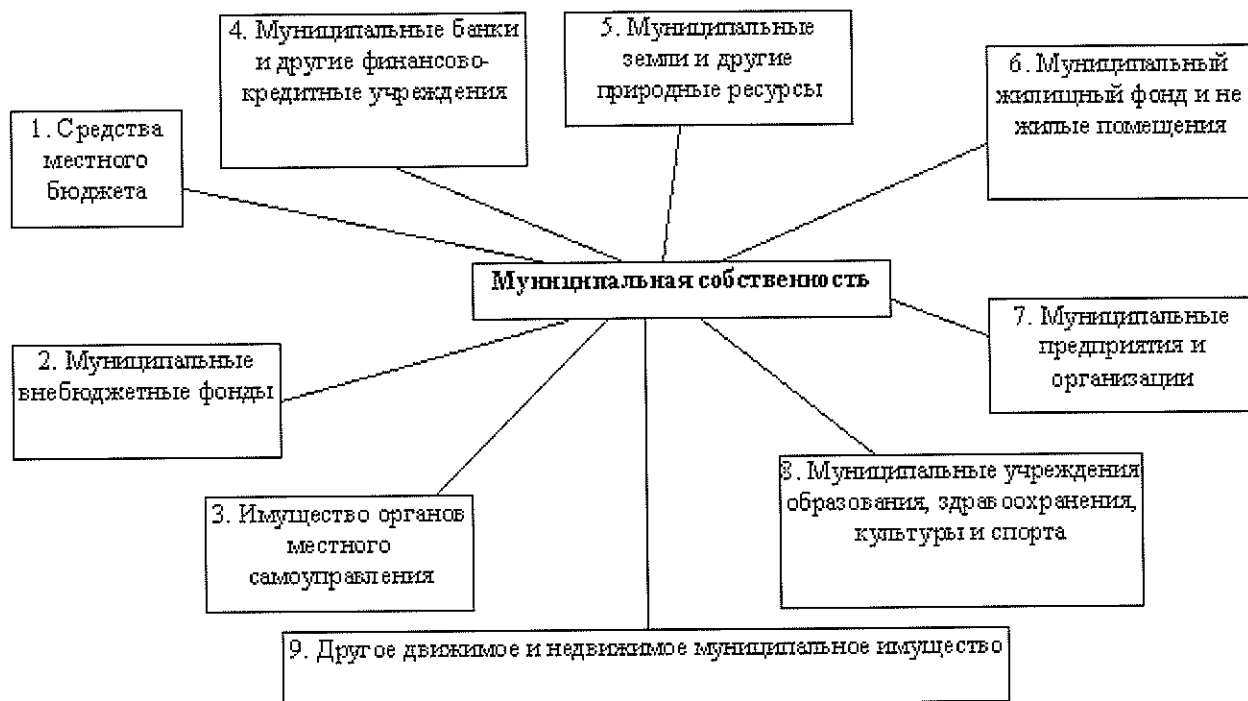 4. Муниципальные банки
и другие финансово-
кредитные учреждения
5. Муниципальные
земли и другие
природные ресурсы
6. Муниципальный
жилищный фонд и не
жилые помещения
1. Средства
местного
бюджета
Муниципальная собственность
7. Муниципальные
предприятия и
организации
2. Муниципальные
внебюджетные фонды
8. Муниципальные учреждения
образования, здравоохранения,
культуры и спорта
3. Имущество органов
местного
самоуправления
9. Другое движимое и недвижимое муниципальное имущество